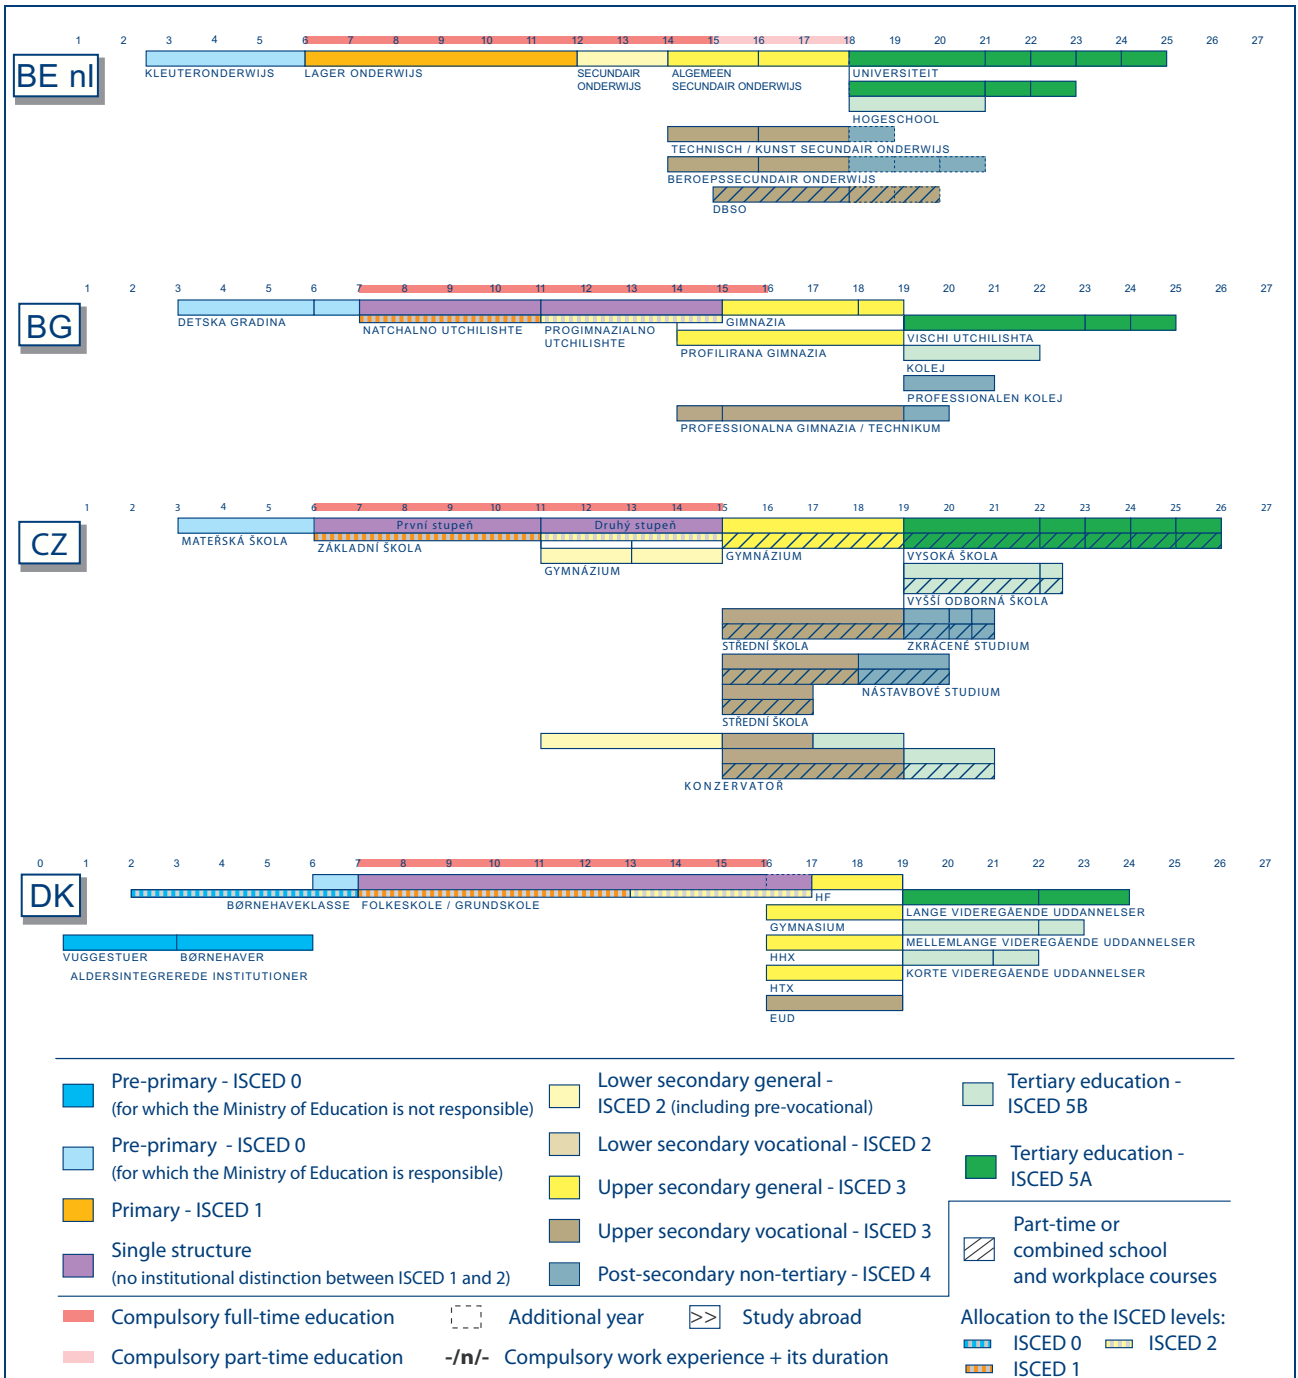 1 2 3 4 5 6 7 8 9 10 11 12 13 14 15 16 17 18 19 20 21 22 23 24 25 26 27
BE nl
KLEUTERONDERWIJS LAGER ONDERWIJS SECUNDAIR ONDERWIJS ALGEMEEN SECUNDAIR ONDERWIJS UNIVERSITEIT
HOGESCHOOL
TECHNISCH / KUNST SECUNDAIR ONDERWIJS
BEROEPSSECUNDAIR ONDERWIJS
DBSO
1 2 3 4 5 6 7 8 9 10 11 12 13 14 15 16 17 18 19 20 21 22 23 24 25 26 27
BG
DETSKA GRADINA NATCHALNO UTCHILISHTE PROGIMNAZIALNO UTCHILISHTE GIMNAZIA
VISCHI UTCHILISHTA
PROFILIRANA GIMNAZIA
KOLEJ
PROFESSIONALEN KOLEJ
PROFESSIONALNA GIMNAZIA / TECHNIKUM
1 2 3 4 5 6 7 8 9 10 11 12 13 14 15 16 17 18 19 20 21 22 23 24 25 26 27
CZ
První stupeň Druhý stupeň
MATEŘSKÁ ŠKOLA ZÁKLADNÍ ŠKOLA GYMNÁZIUM VYSOKÁ ŠKOLA
GYMNÁZIUM
VYŠŠÍ ODBORNÁ ŠKOLA
STŘEDNÍ ŠKOLA ZKRÁCENÉ STUDIUM
NÁSTAVBOVÉ STUDIUM
STŘEDNÍ ŠKOLA
KONZERVATOŘ
0 1 2 3 4 5 6 7 8 9 10 11 12 13 14 15 16 17 18 19 20 21 22 23 24 25 26 27
DK
BØRNEHAVEKLASSE FOLKESKOLE / GRUNDSKOLE HF
LANGE VIDEREGÅENDE UDDANNELSER
GYMNASIUM
MELLEMLANGE VIDEREGÅENDE UDDANNELSER
VUGGESTUER BØRNEHAVER HHX
ALDERSINTEGREREDE INSTITUTIONER KORTE VIDEREGÅENDE UDDANNELSER
HTX
EUD
Pre-primary - ISCED 0
(for which the Ministry of Education is not responsible)
Pre-primary - ISCED 0
(for which the Ministry of Education is responsible)
Primary - ISCED 1
Single structure
(no institutional distinction between ISCED 1 and 2)
Lower secondary general -
ISCED 2 (including pre-vocational)
Lower secondary vocational - ISCED 2
Upper secondary general - ISCED 3
Upper secondary vocational - ISCED 3
Post-secondary non-tertiary - ISCED 4
Tertiary education -
ISCED 5B
Tertiary education -
ISCED 5A
Part-time or
combined school
and workplace courses
Compulsory full-time education
Additional year
>> Study abroad
Compulsory part-time education
-/n/- Compulsory work experience + its duration
Allocation to the ISCED levels:
ISCED 0 ISCED 2
ISCED 1